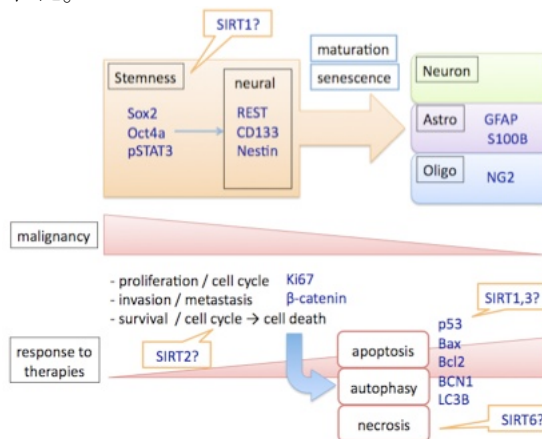 SIRT1?
maturation
senescence
Stemness
neural
Sox2
Oct4a
pSTAT3
REST
CD133
Nestin
Neuron
Astro
GFAP
S100B
Oligo
NG2
malignancy
- proliferation / cell cycle
Ki67
- invasion / metastasis
β-catenin
- survival / cell cycle → cell death
SIRT1,3?
SIRT2?
response to
therapies
apoptosis
autophasy
necrosis
p53
Bax
Bcl2
BCN1
LC3B
SIRT6?